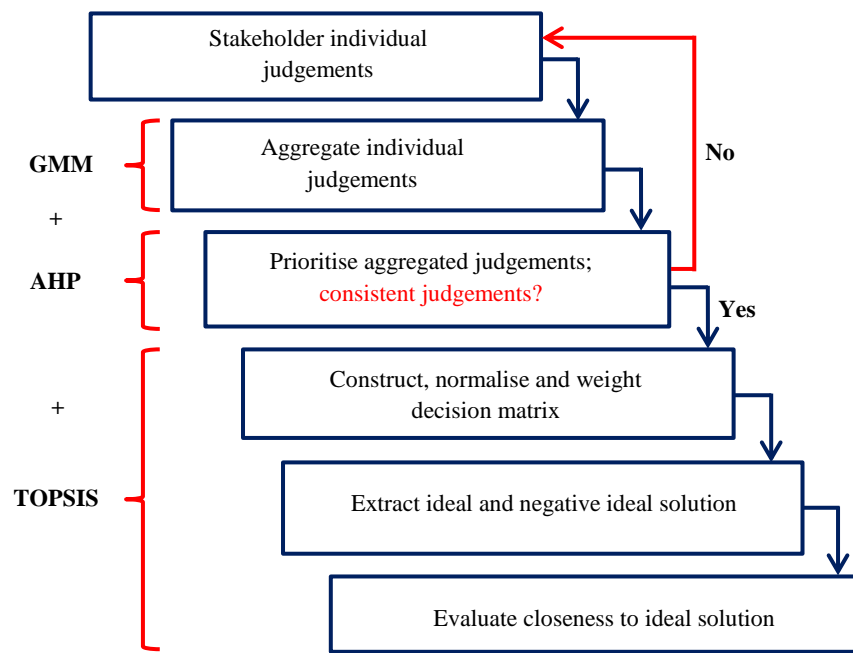 Stakeholder individual
judgements
No
GMM
Aggregate individual
judgements
+
AHP
Prioritise aggregated judgements;
consistent judgements?
Yes
+
Construct, normalise and weight
decision matrix
TOPSIS
Extract ideal and negative ideal solution
Evaluate closeness to ideal solution